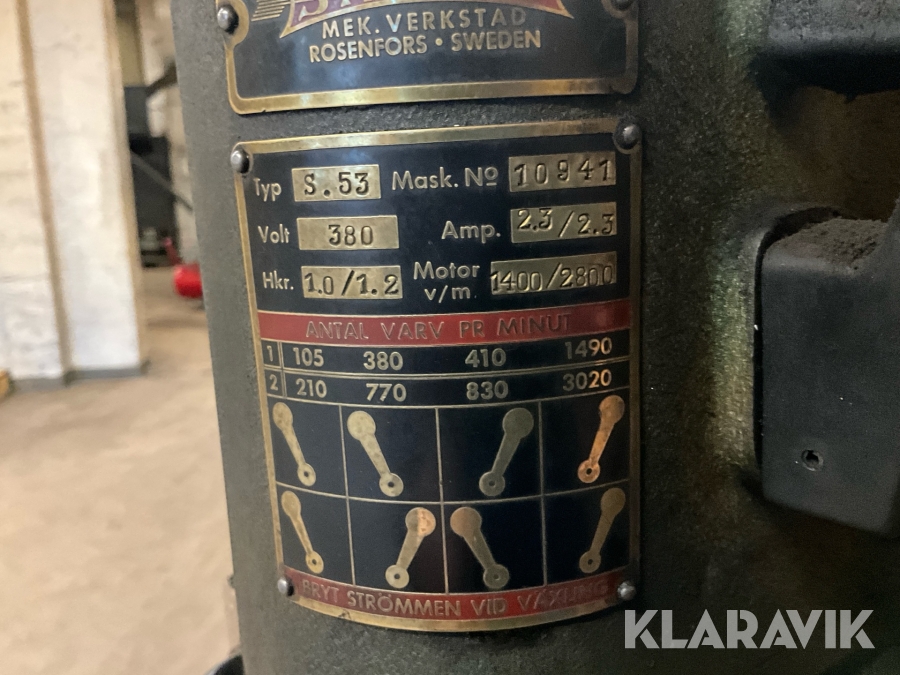 MEK. VERKSTAD
ROSENFORS • SWEDEN
Typ S.53 Mask. No 10941
Volt 380 Amp. 2.3/2.3
Hkr. 1.0/1.2 Motor v/m. 1400/2800
ANTAL VARV PR MINUT
1 105 380 410 1490
2 210 770 830 3020
BRYT STRÖMMEN VID VÄXLING
KLARAVIK